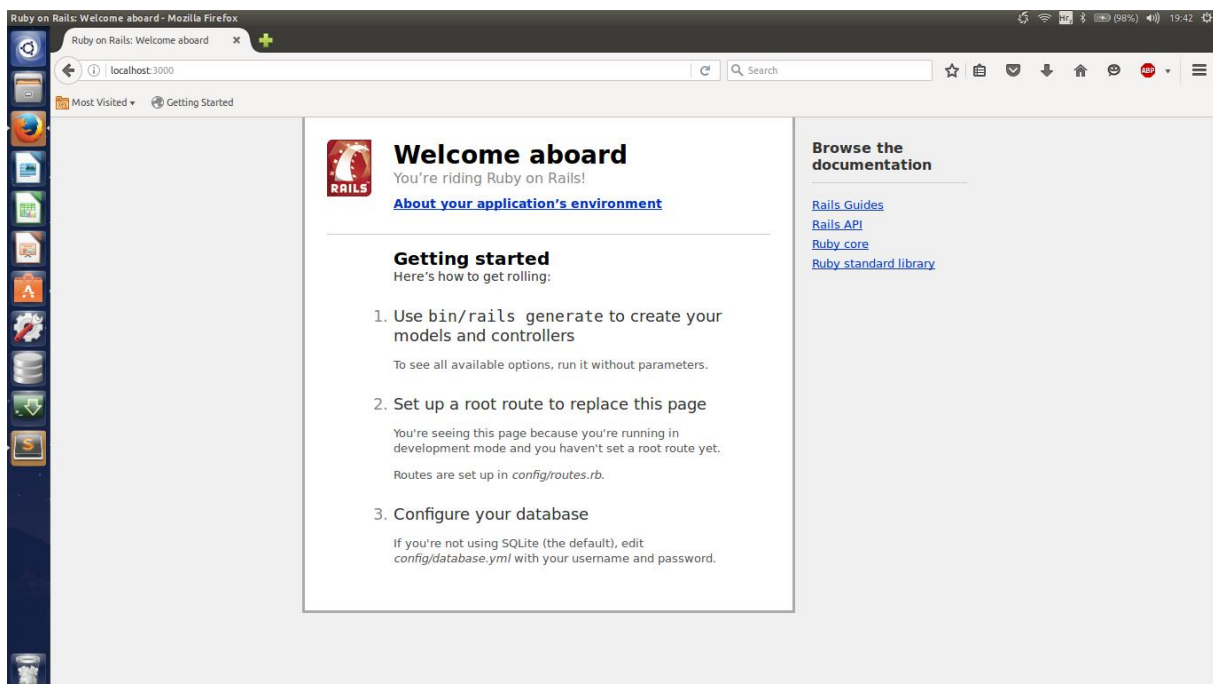 Ruby on Rails: Welcome aboard - Mozilla Firefox
(98%) 19:42
Ruby on Rails: Welcome aboard
localhost:3000
Search
ABP
Most Visited
Getting Started
RAILS
Welcome aboard
You're riding Ruby on Rails!
About your application's environment
Getting started
Here's how to get rolling:
1. Use bin/rails generate to create your
models and controllers
To see all available options, run it without parameters.
2. Set up a root route to replace this page
You're seeing this page because you're running in
development mode and you haven't set a root route yet.
Routes are set up in config/routes.rb.
3. Configure your database
If you're not using SQLite (the default), edit
config/database.yml with your username and password.
Browse the
documentation
Rails Guides
Rails API
Ruby core
Ruby standard library